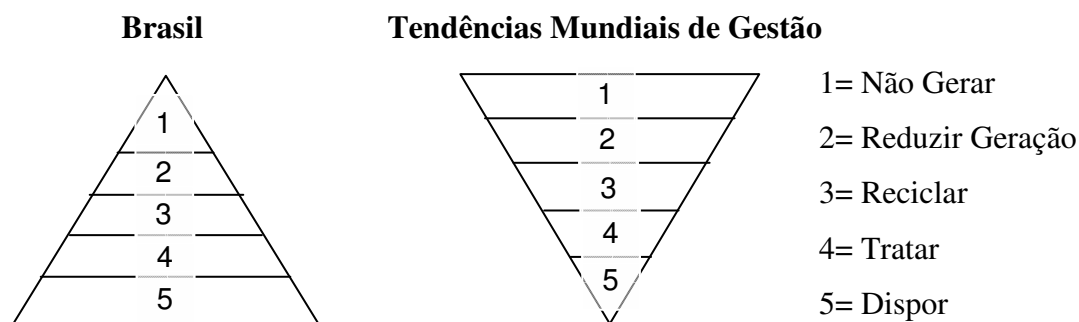 Brasil
Tendências Mundiais de Gestão
1
2
3
4
5
1
2
3
4
5
1= Não Gerar
2= Reduzir Geração
3= Reciclar
4= Tratar
5= Dispor